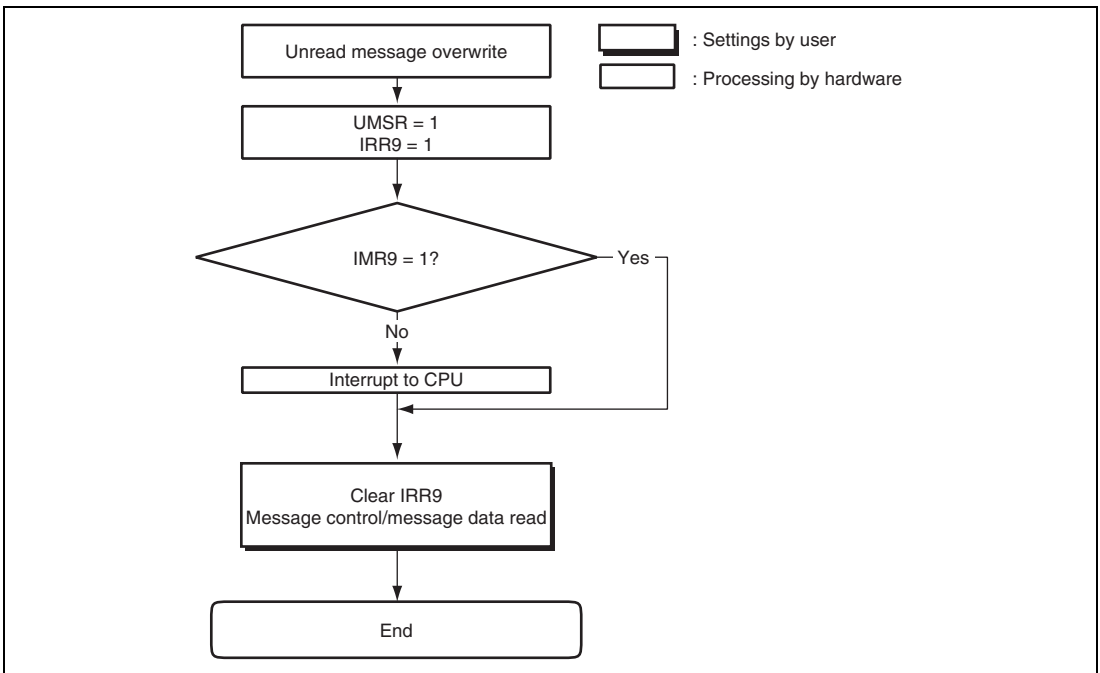 Unread message overwrite
: Settings by user
: Processing by hardware
UMSR = 1
IRR9 = 1
IMR9 = 1?
Yes
No
Interrupt to CPU
Clear IRR9
Message control/message data read
End